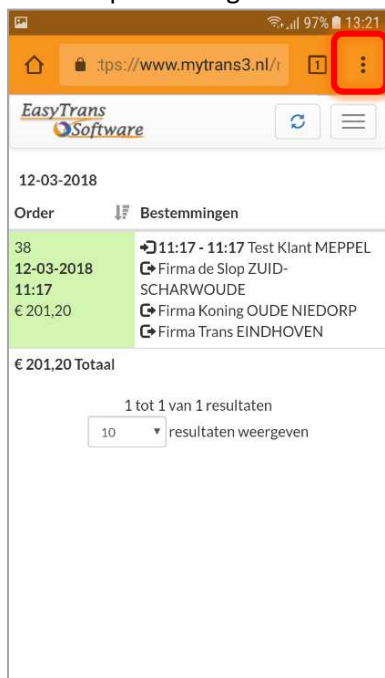 97% 13:21
tps://www.mytrans3.nl/r 1
EasyTrans
Software
12-03-2018
Order Bestemmingen
38
12-03-2018
11:17
€ 201,20
11:17 - 11:17 Test Klant MEPPEL
Firma de Slop ZUID-
SCHARWOUDE
Firma Koning OUDE NIEDORP
Firma Trans EINDHOVEN
€ 201,20 Totaal
1 tot 1 van 1 resultaten
10 resultaten weergeven